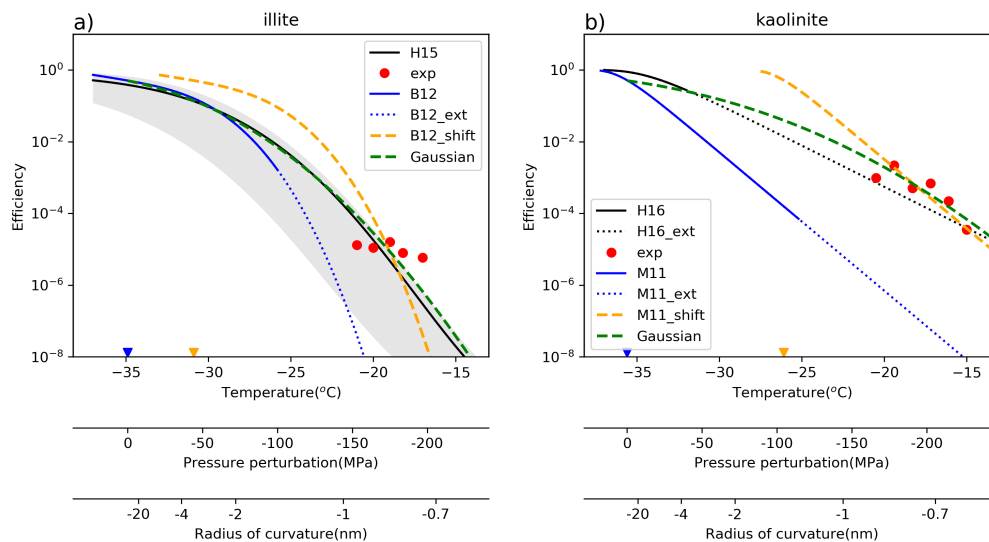 a) illite
Efficiency
10⁰
10⁻²
10⁻⁴
10⁻⁶
10⁻⁸
H15
exp
B12
B12_ext
B12_shift
Gaussian
−35 −30 −25 −20 −15
Temperature(°C)
0 -50 -100 -150 -200
Pressure perturbation(MPa)
-20 -4 -2 -1 -0.7
Radius of curvature(nm)
b) kaolinite
Efficiency
10⁰
10⁻²
10⁻⁴
10⁻⁶
10⁻⁸
H16
H16_ext
exp
M11
M11_ext
M11_shift
Gaussian
−35 −30 −25 −20 −15
Temperature(°C)
0 -50 -100 -150 -200
Pressure perturbation(MPa)
-20 -4 -2 -1 -0.7
Radius of curvature(nm)